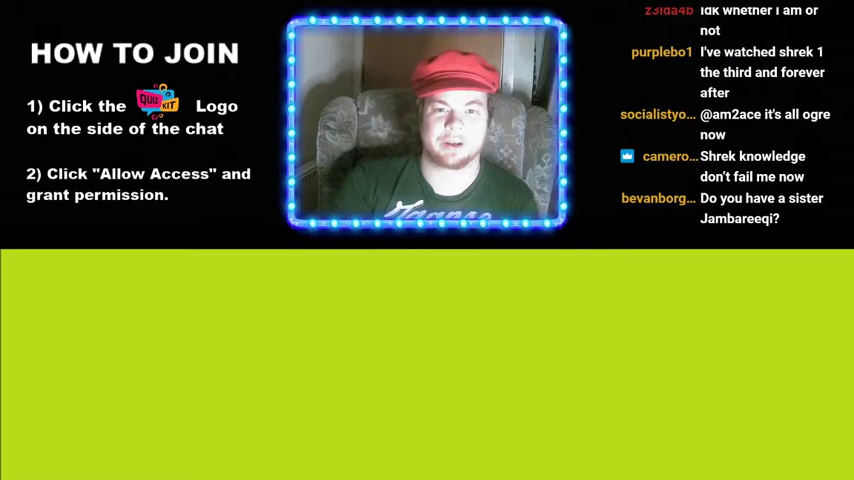 HOW TO JOIN
1) Click the QUIZ KIT Logo
on the side of the chat
2) Click "Allow Access" and
grant permission.
z3lda4b Idk whether I am or
not
purplebo1 I've watched shrek 1
the third and forever
after
socialistyo... @am2ace it's all ogre
now
camero... Shrek knowledge
don't fail me now
bevanborg... Do you have a sister
Jambareeqi?